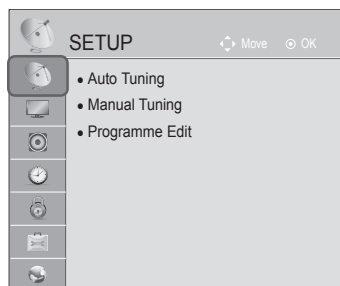 SETUP
Move OK
• Auto Tuning
• Manual Tuning
• Programme Edit